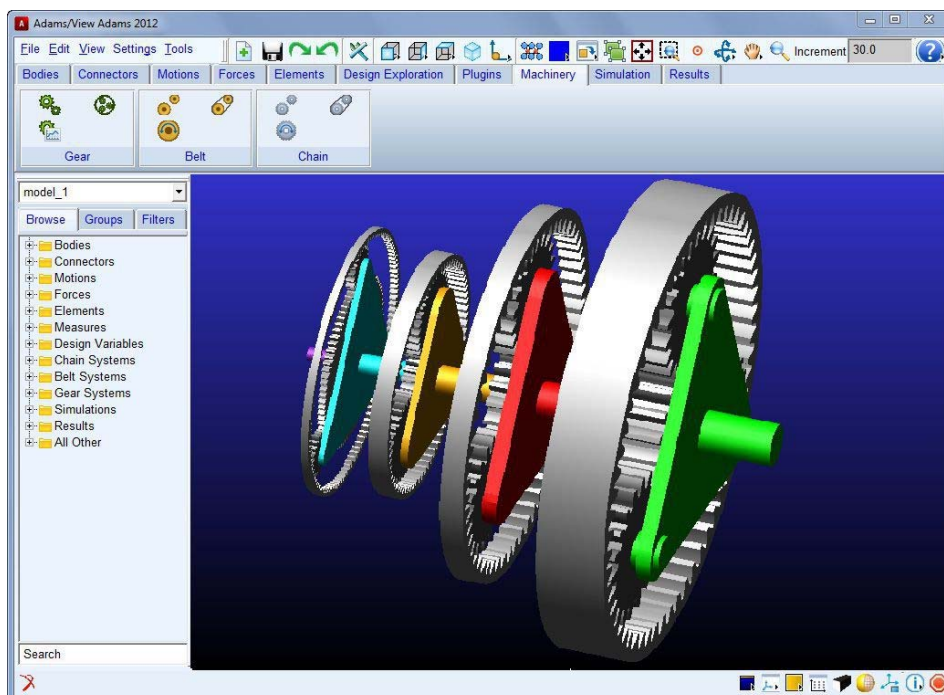 Adams/View Adams 2012
File Edit View Settings Tools
Increment 30.0
Bodies Connectors Motions Forces Elements Design Exploration Plugins Machinery Simulation Results
Gear Belt Chain
model_1
Browse Groups Filters
Bodies
Connectors
Motions
Forces
Elements
Measures
Design Variables
Chain Systems
Belt Systems
Gear Systems
Simulations
Results
All Other
Search